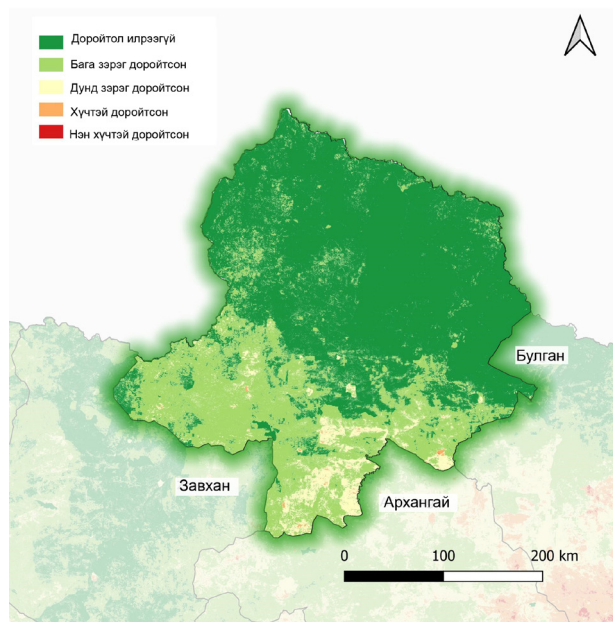 Доройтол илрээгүй
Бага зэрэг доройтсон
Дунд зэрэг доройтсон
Хүчтэй доройтсон
Нэн хүчтэй доройтсон
Булган
Завхан
Архангай
0 100 200 km